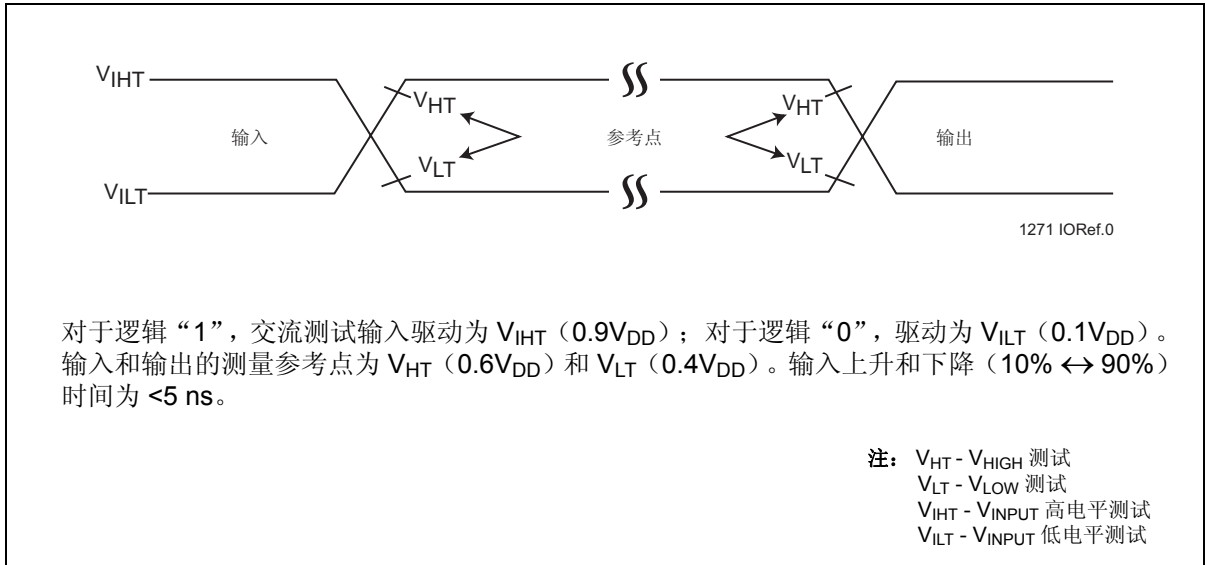 VIHT
VHT
VHT
输入
参考点
输出
VLT
VLT
VILT
1271 IORef.0
对于逻辑“1”，交流测试输入驱动为 VIHT（0.9VDD）；对于逻辑“0”，驱动为 VILT（0.1VDD）。
输入和输出的测量参考点为 VHT（0.6VDD）和 VLT（0.4VDD）。输入上升和下降（10% ↔ 90%）
时间为 <5 ns。
注： VHT - VHIGH 测试
VLT - VLOW 测试
VIHT - VINPUT 高电平测试
VILT - VINPUT 低电平测试